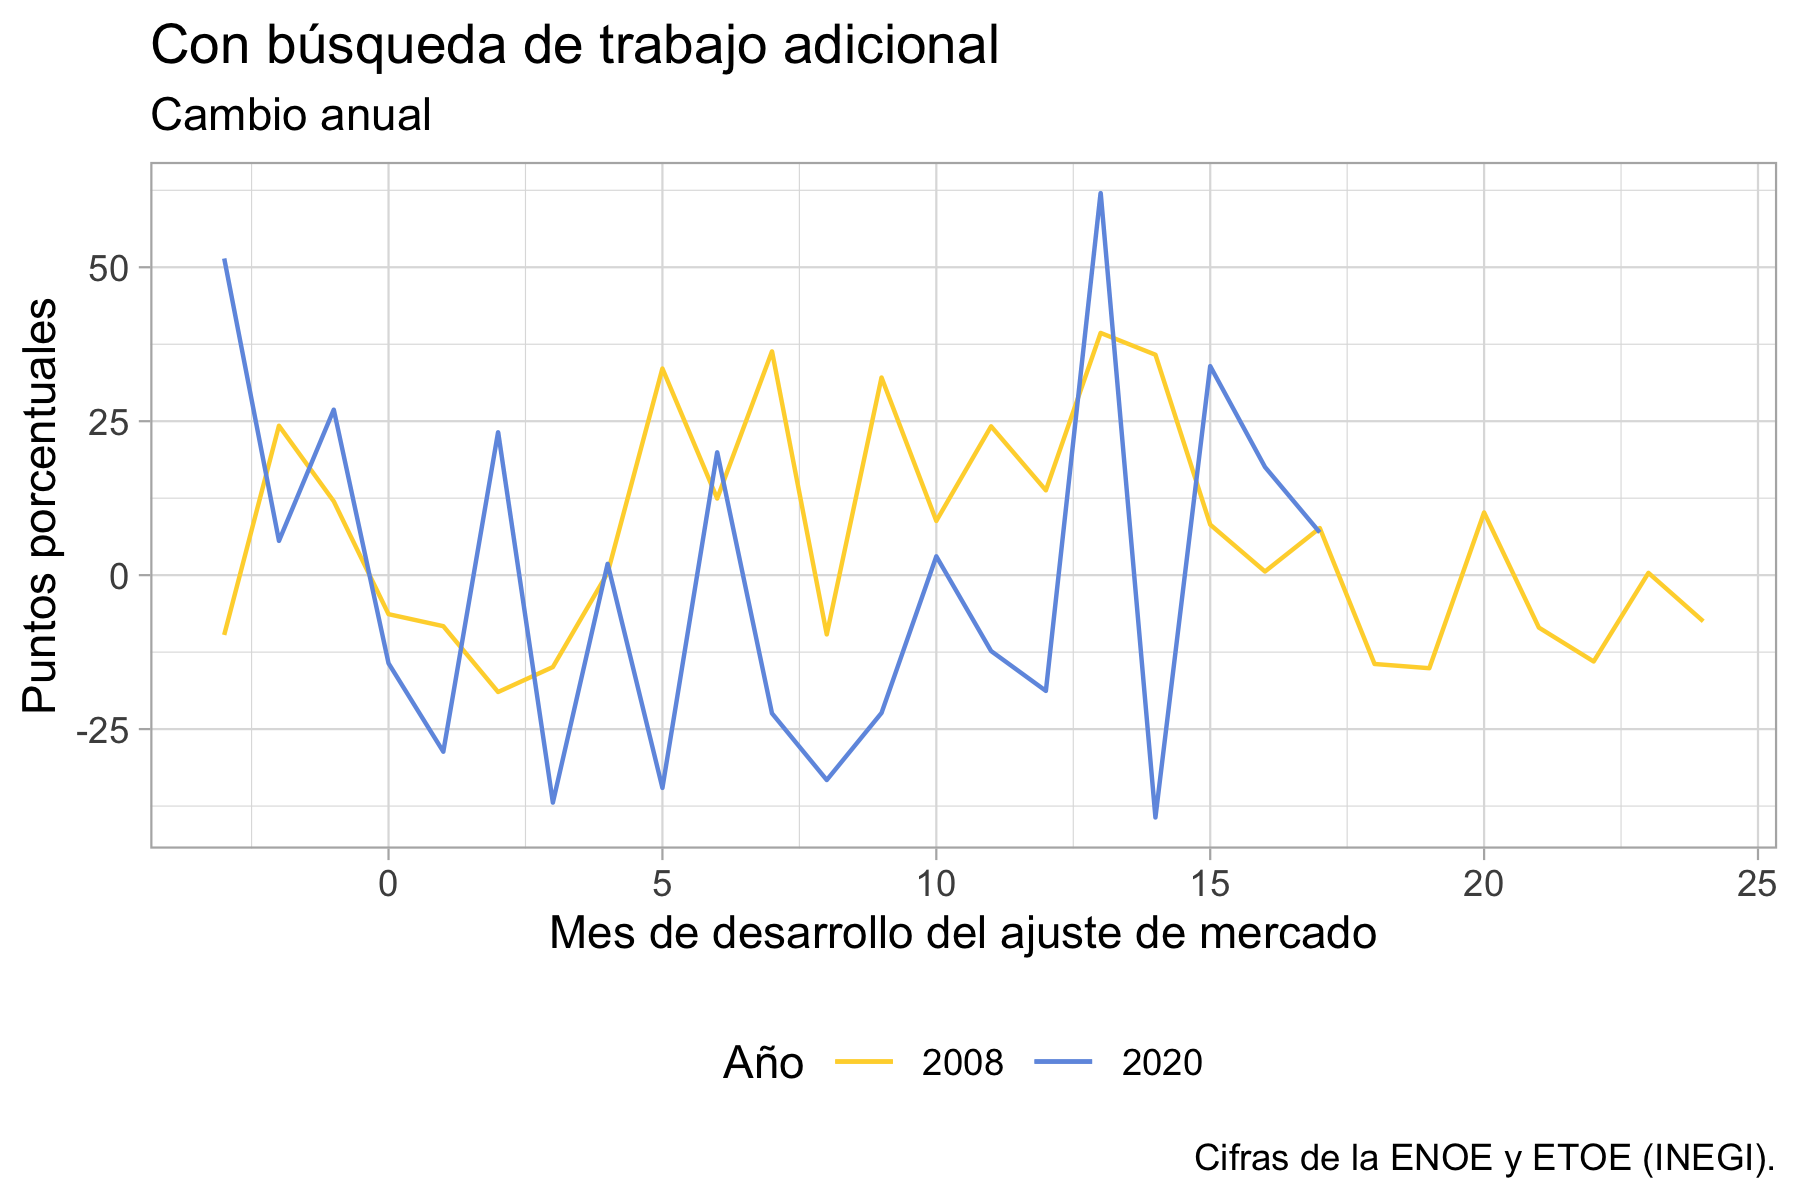 Con búsqueda de trabajo adicional
Cambio anual
Puntos porcentuales
50
25
0
-25
0 5 10 15 20 25
Mes de desarrollo del ajuste de mercado
Año 2008 2020
Cifras de la ENOE y ETOE (INEGI).